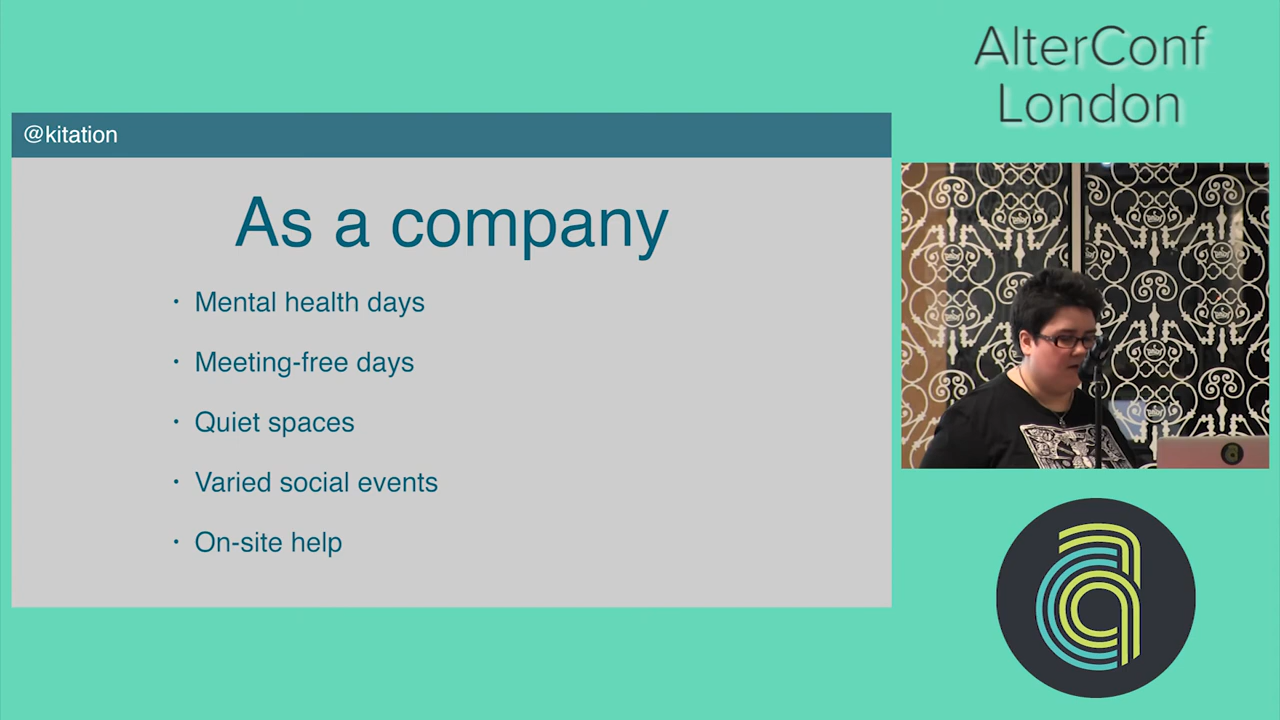 AlterConf
London
@kitation
As a company
· Mental health days
· Meeting-free days
· Quiet spaces
· Varied social events
· On-site help